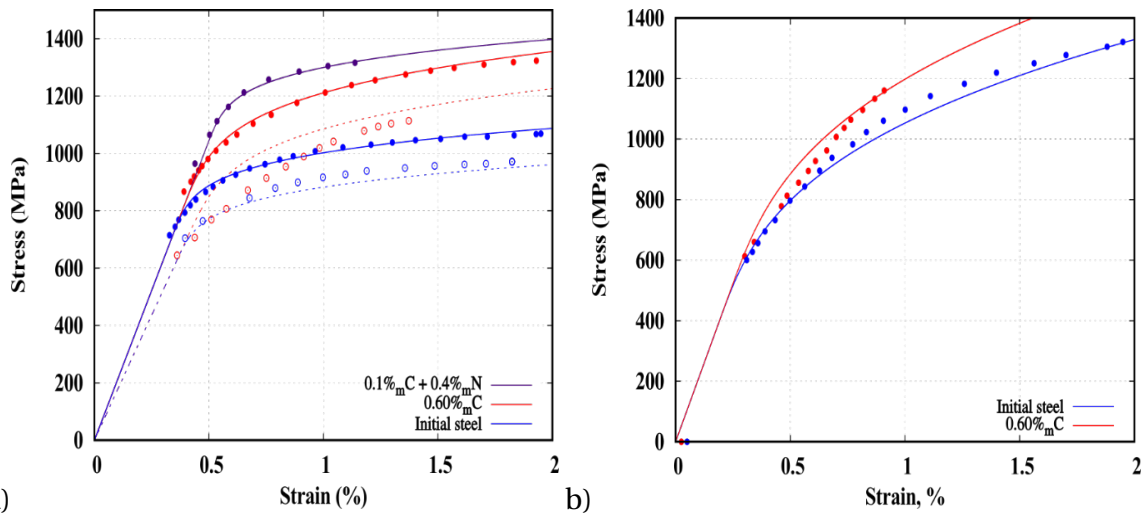 1400
1200
1000
800
600
400
200
0
Stress (MPa)
0.1%mC + 0.4%mN
0.60%mC
Initial steel
0 0.5 1 1.5 2
Strain (%)
)
1400
1200
1000
800
600
400
200
0
Stress (MPa)
Initial steel
0.60%mC
0 0.5 1 1.5 2
Strain, %
b)